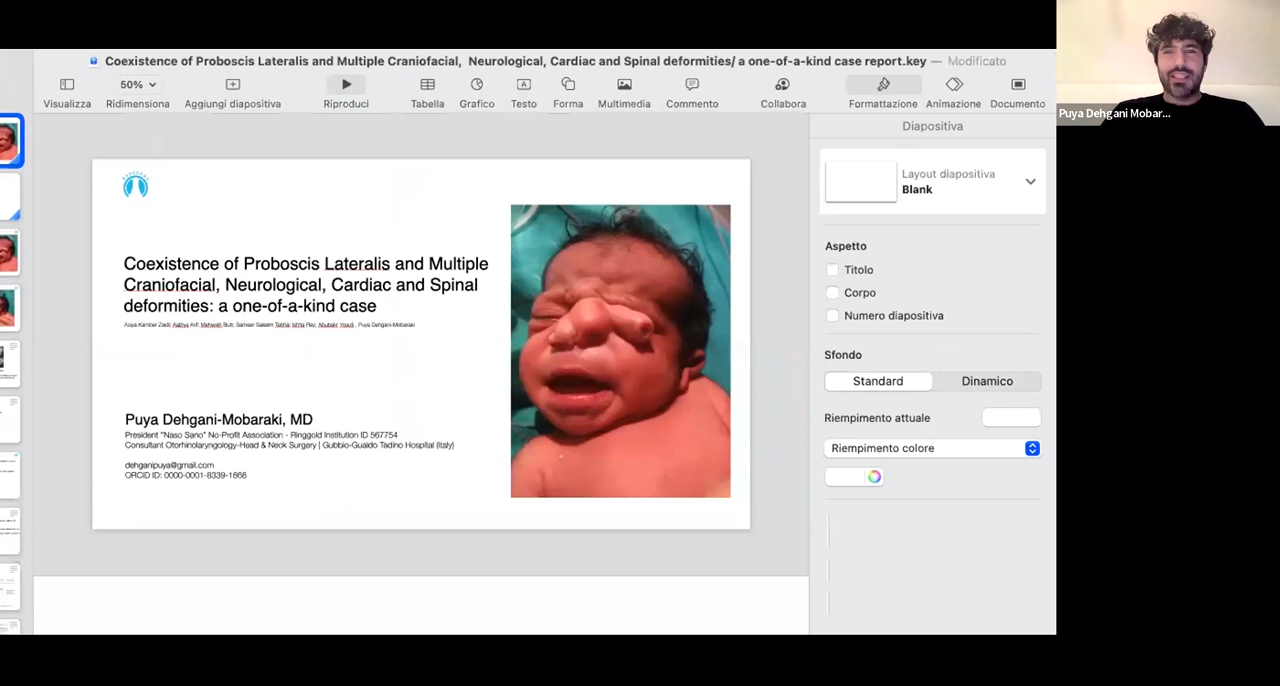 Coexistence of Proboscis Lateralis and Multiple Craniofacial, Neurological, Cardiac and Spinal deformities/ a one-of-a-kind case report.key — Modificato
50%
Visualizza Ridimensiona Aggiungi diapositiva Riproduci Tabella Grafico Testo Forma Multimedia Commento Collabora Formattazione Animazione Documento
Puya Dehgani Mobar...
Coexistence of Proboscis Lateralis and Multiple
Craniofacial, Neurological, Cardiac and Spinal
deformities: a one-of-a-kind case
Puya Dehgani-Mobaraki
Puya Dehgani-Mobaraki, MD
President "Naso Sano" No-Profit Association - Ringgold Institution ID 567754
Consultant Otorhinolaryngology-Head & Neck Surgery | Gubbio-Gualdo Tadino Hospital (Italy)
dehganipuya@gmail.com
ORCID ID: 0000-0001-8339-1868
Diapositiva
Layout diapositiva
Blank
Aspetto
Titolo
Corpo
Numero diapositiva
Sfondo
Standard Dinamico
Riempimento attuale
Riempimento colore